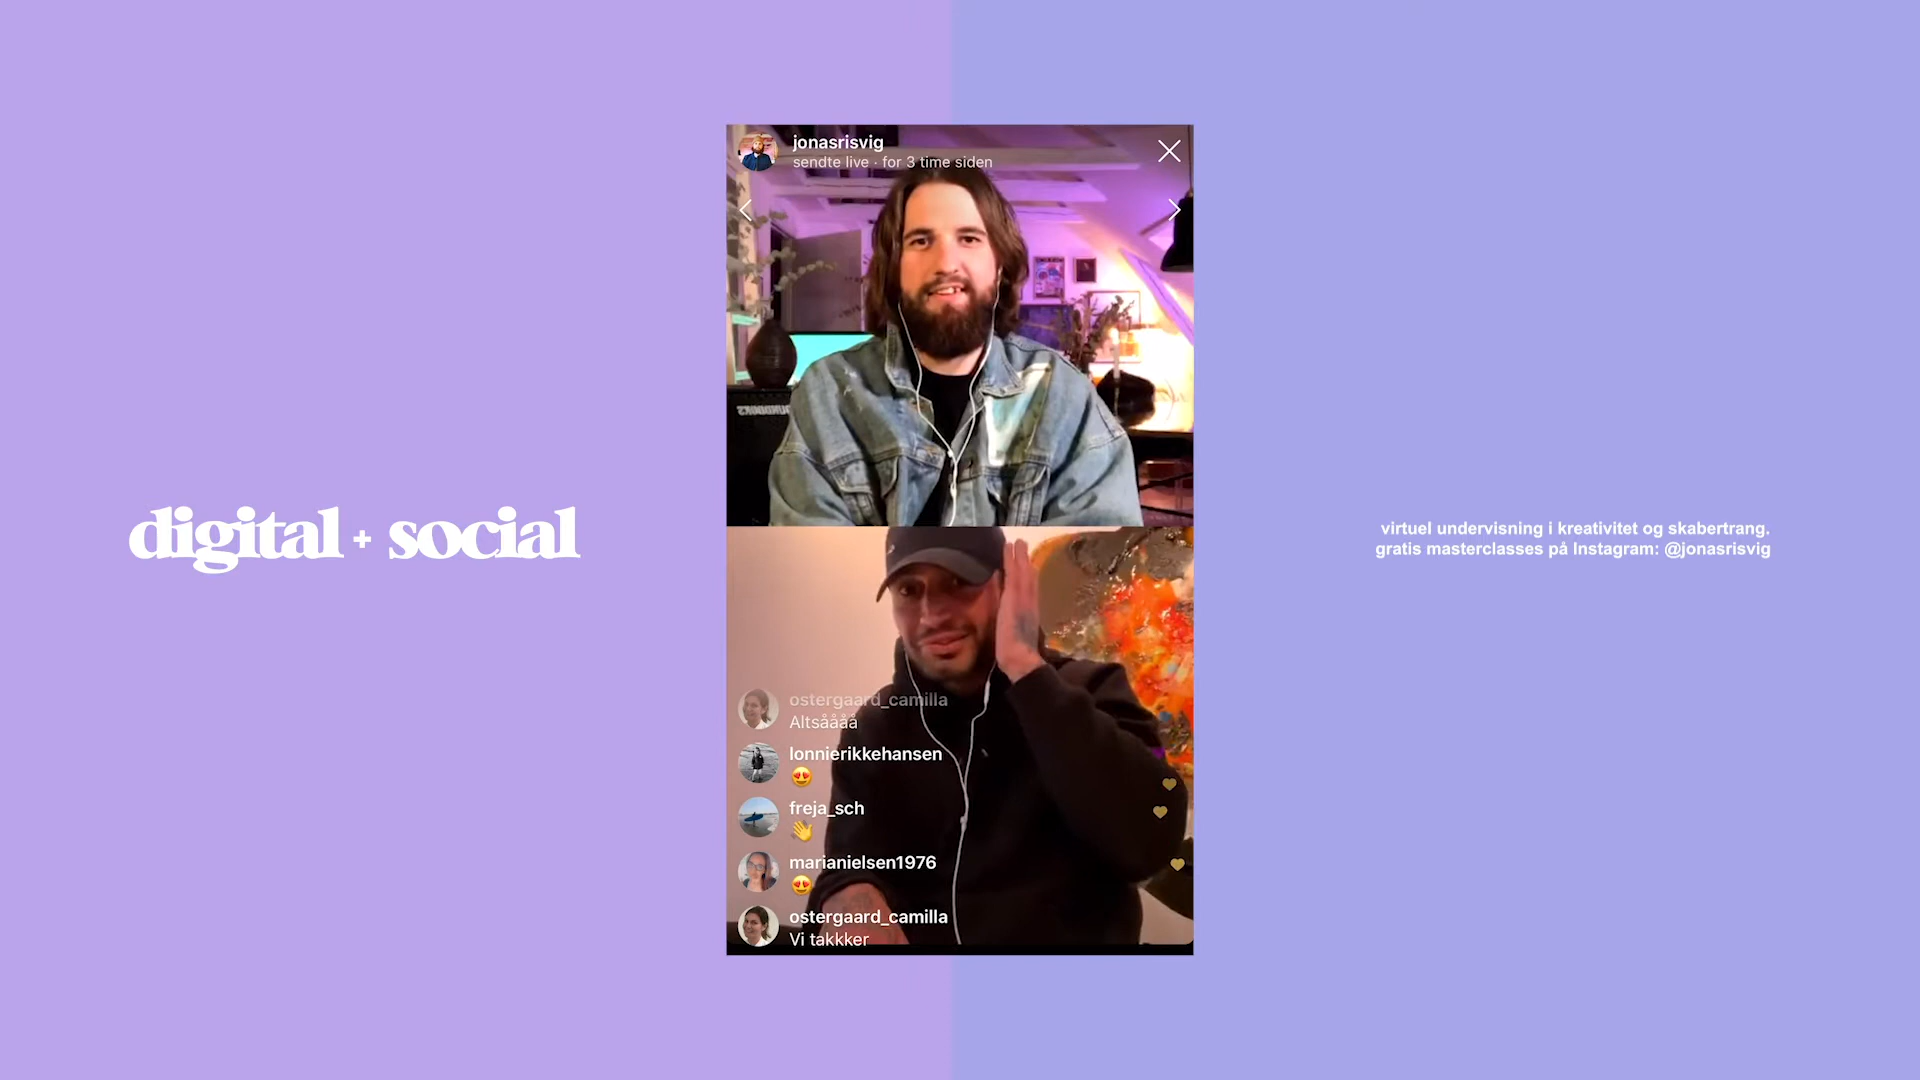 jonasrisvig
sendte live · for 3 time siden
digital + social
virtuel undervisning i kreativitet og skabertrang.
gratis masterclasses på Instagram: @jonasrisvig
ostergaard_camilla
Altsåååå
lonnierikkehansen
😍
freja_sch
👋
marianielsen1976
😍
ostergaard_camilla
Vi takkker